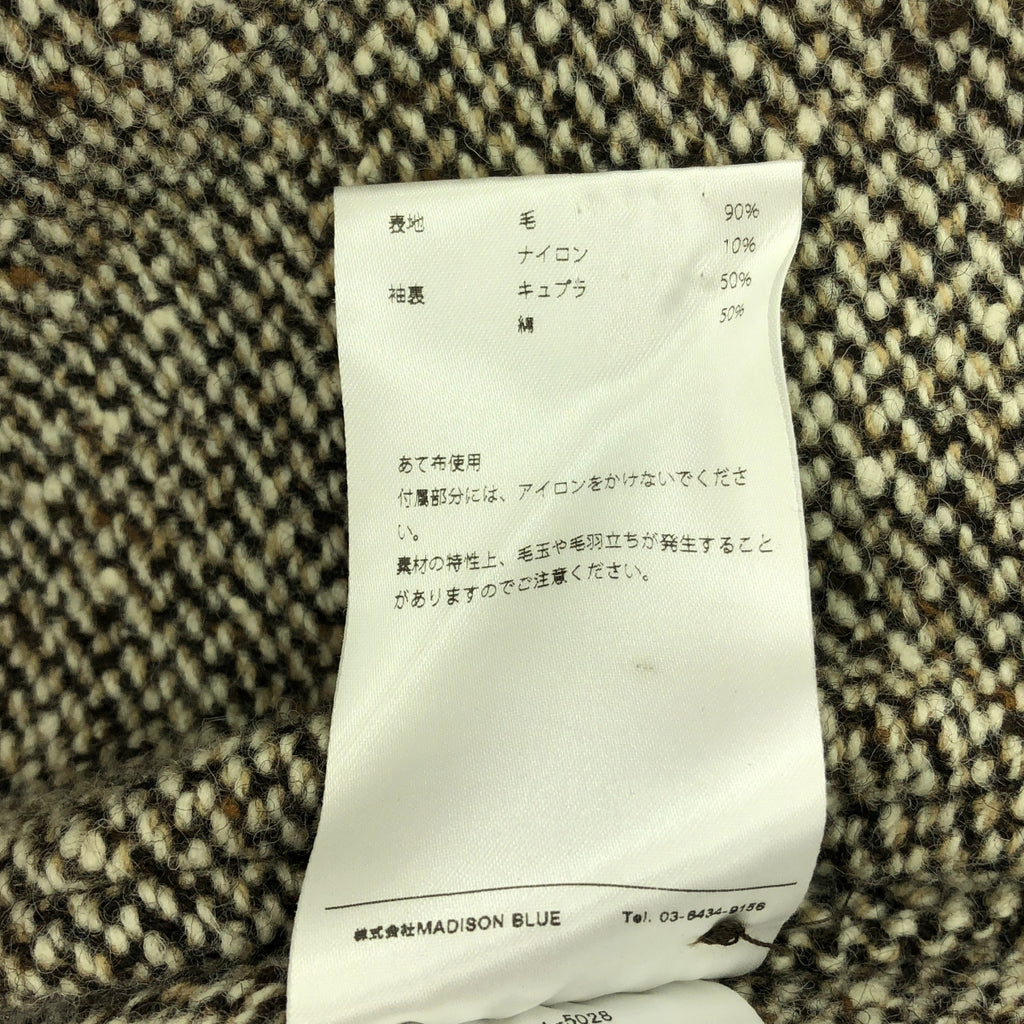 表地 毛 90%
ナイロン 10%
袖裏 キュプラ 50%
綿 50%
あて布使用
付属部分には、アイロンをかけないでくださ
い。
素材の特性上、毛玉や毛羽立ちが発生すること
がありますのでご注意ください。
株式会社MADISON BLUE Tel. 03-6434-9156
-5028